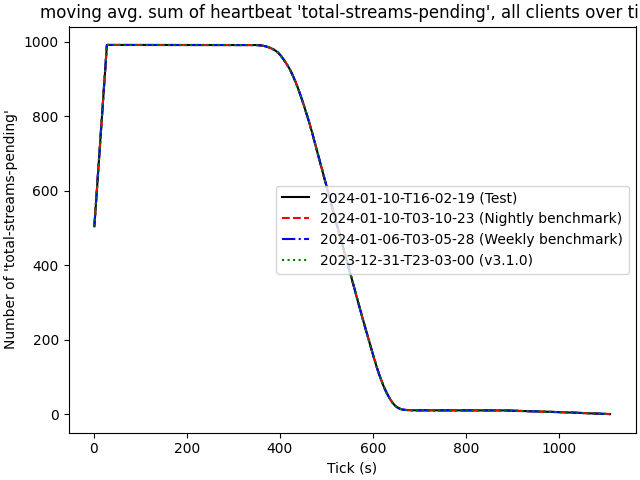 moving avg. sum of heartbeat 'total-streams-pending', all clients over ti
1000
800
600
400
200
0
Number of 'total-streams-pending'
2024-01-10-T16-02-19 (Test)
2024-01-10-T03-10-23 (Nightly benchmark)
2024-01-06-T03-05-28 (Weekly benchmark)
2023-12-31-T23-03-00 (v3.1.0)
0 200 400 600 800 1000
Tick (s)